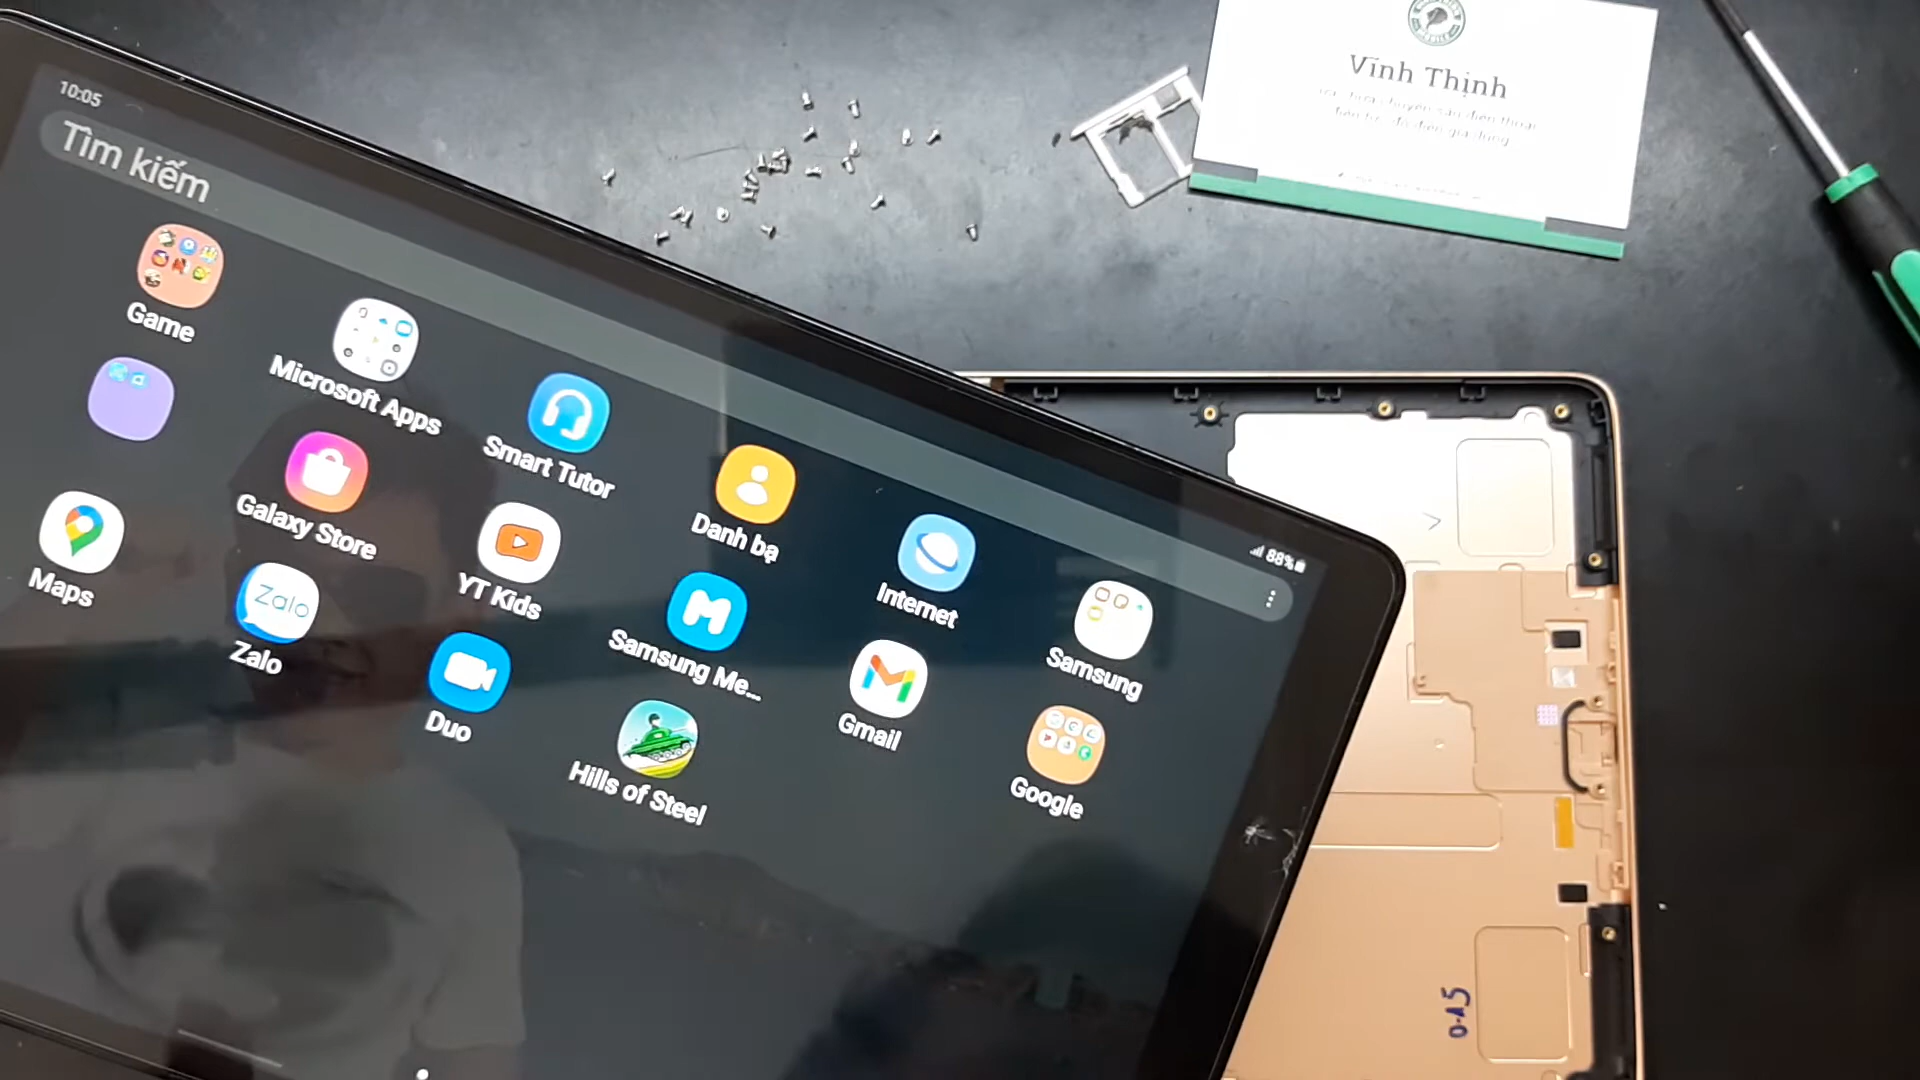 10:05
Tìm kiếm
88%
Game
Microsoft Apps
Smart Tutor
Danh bạ
Internet
Samsung
Galaxy Store
YT Kids
Samsung Me...
Gmail
Google
Maps
Zalo
Zalo
Duo
Hills of Steel
Vĩnh Thịnh
0.15